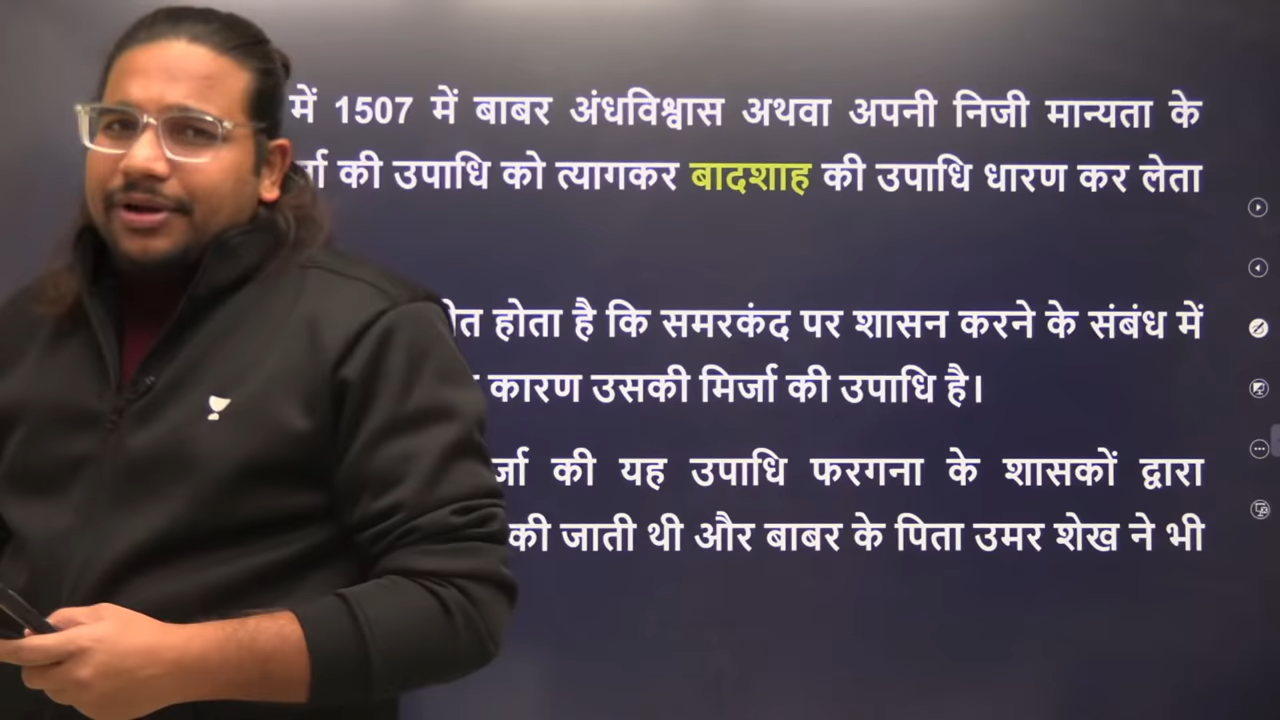 में 1507 में बाबर अंधविश्वास अथवा अपनी निजी मान्यता के
की उपाधि को त्यागकर बादशाह की उपाधि धारण कर लेता
होता है कि समरकंद पर शासन करने के संबंध में
कारण उसकी मिर्जा की उपाधि है।
की यह उपाधि फरगना के शासकों द्वारा
की जाती थी और बाबर के पिता उमर शेख ने भी